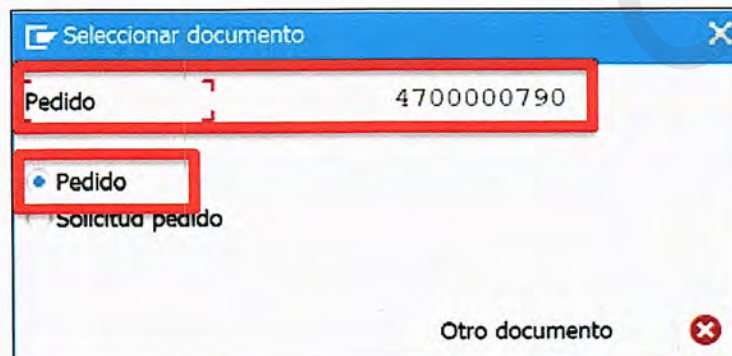 Seleccionar documento
Pedido 4700000790
Pedido
Solicitud pedido
Otro documento